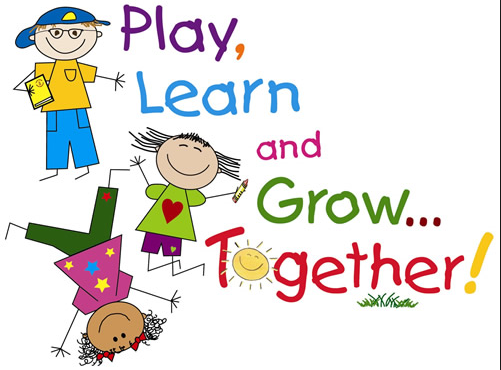 Play,
Learn
and
Grow...
Together!